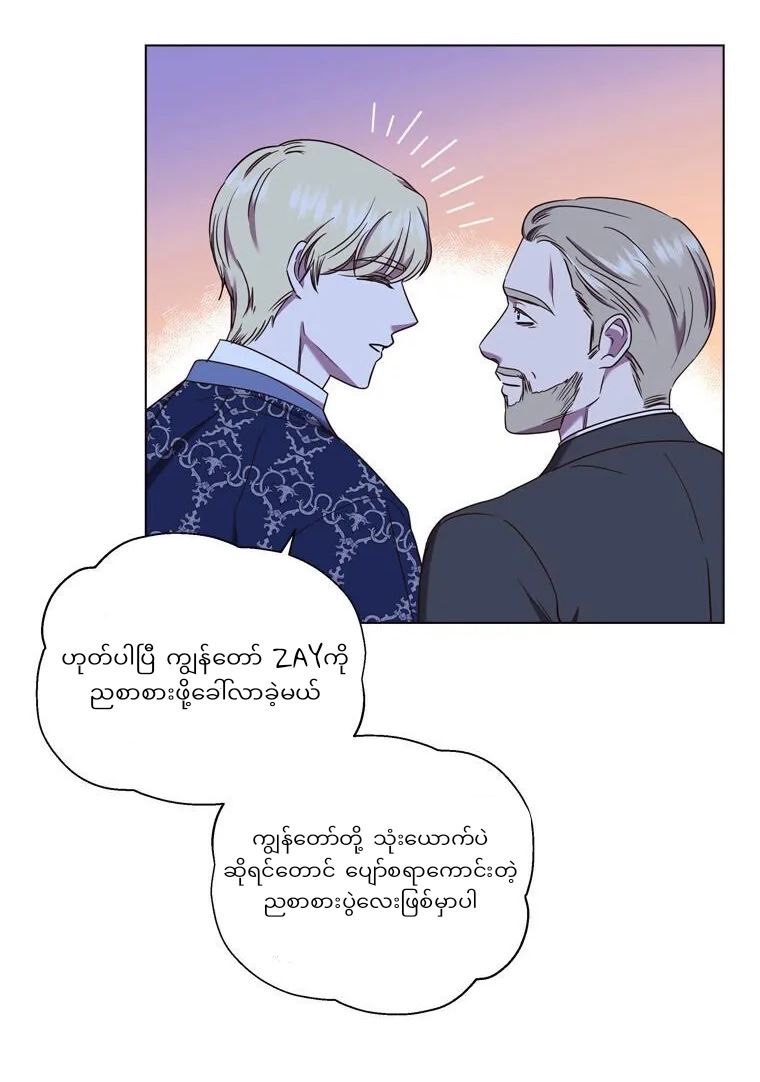 ဟုတ်ပါပြီ ကျွန်တော် ZAYကို
ညစာစားဖို့ခေါ်လာခဲ့မယ်
ကျွန်တော်တို့ သုံးယောက်ပဲ
ဆိုရင်တောင် ပျော်စရာကောင်းတဲ့
ညစာစားပွဲလေးဖြစ်မှာပါ